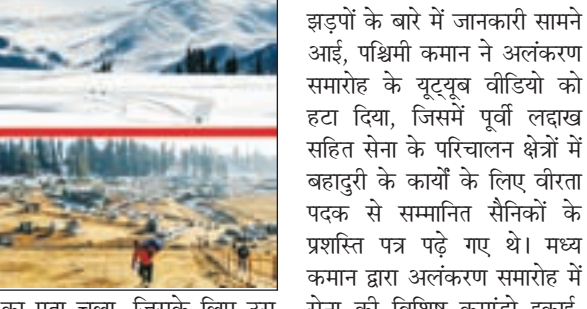 झड़पों के बारे में जानकारी सामने
आई, पश्चिमी कमान ने अलंकरण
समारोह के यूट्यूब वीडियो को
हटा दिया, जिसमें पूर्वी लद्दाख
सहित सेना के परिचालन क्षेत्रों में
बहादुरी के कार्यों के लिए वीरता
पदक से सम्मानित सैनिकों के
प्रशस्ति पत्र पढ़े गए थे। मध्य
कमान द्वारा अलंकरण समारोह में